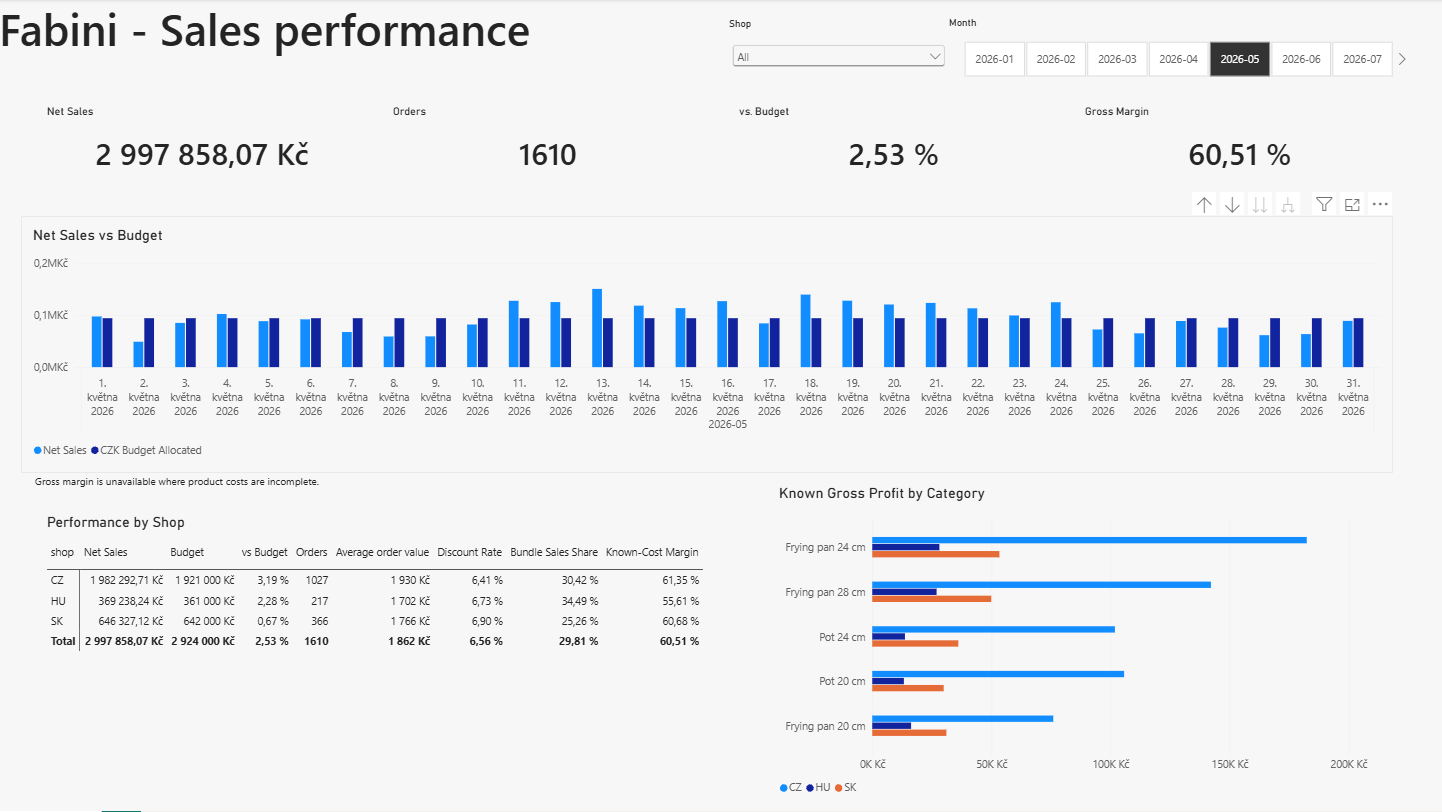 Fabini - Sales performance
Shop
Month
All
2026-01 2026-02 2026-03 2026-04 2026-05 2026-06 2026-07
Net Sales
Orders
vs. Budget
Gross Margin
2 997 858,07 Kč
1610
2,53 %
60,51 %
Net Sales vs Budget
0,2MKč
0,1MKč
0,0MKč
1. 2. 3. 4. 5. 6. 7. 8. 9. 10. 11. 12. 13. 14. 15. 16. 17. 18. 19. 20. 21. 22. 23. 24. 25. 26. 27. 28. 29. 30. 31.
května května května května května května května května května května května května května května května května května května května května května května května května května května května května května května května
2026 2026 2026 2026 2026 2026 2026 2026 2026 2026 2026 2026 2026 2026 2026 2026 2026 2026 2026 2026 2026 2026 2026 2026 2026 2026 2026 2026 2026 2026 2026
2026-05
Net Sales CZK Budget Allocated
Gross margin is unavailable where product costs are incomplete.
Performance by Shop
shop Net Sales Budget vs Budget Orders Average order value Discount Rate Bundle Sales Share Known-Cost Margin
CZ 1 982 292,71 Kč 1 921 000 Kč 3,19 % 1027 1 930 Kč 6,41 % 30,42 % 61,35 %
HU 369 238,24 Kč 361 000 Kč 2,28 % 217 1 702 Kč 6,73 % 34,49 % 55,61 %
SK 646 327,12 Kč 642 000 Kč 0,67 % 366 1 766 Kč 6,90 % 25,26 % 60,68 %
Total 2 997 858,07 Kč 2 924 000 Kč 2,53 % 1610 1 862 Kč 6,56 % 29,81 % 60,51 %
Known Gross Profit by Category
Frying pan 24 cm
Frying pan 28 cm
Pot 24 cm
Pot 20 cm
Frying pan 20 cm
0K Kč 50K Kč 100K Kč 150K Kč 200K Kč
CZ HU SK